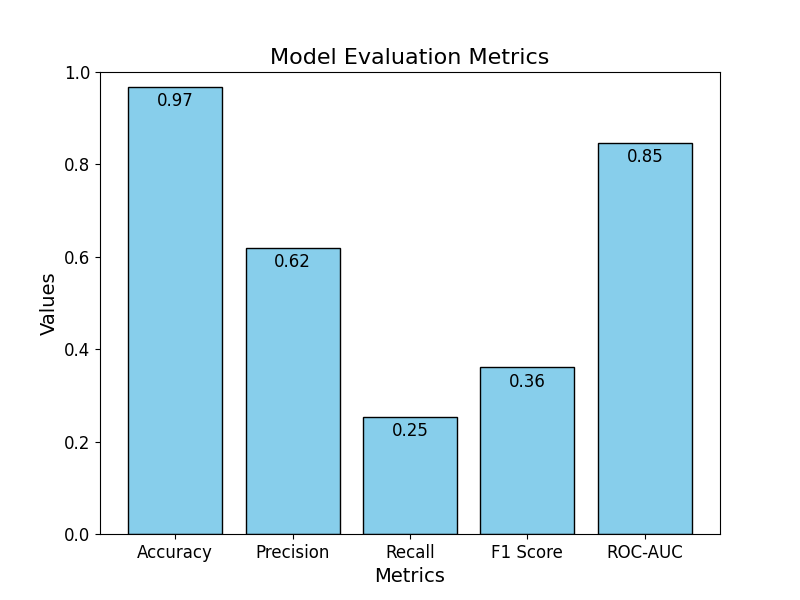 Model Evaluation Metrics
1.0
0.8
0.6
0.4
0.2
0.0
Values
0.97
0.62
0.25
0.36
0.85
Accuracy Precision Recall F1 Score ROC-AUC
Metrics